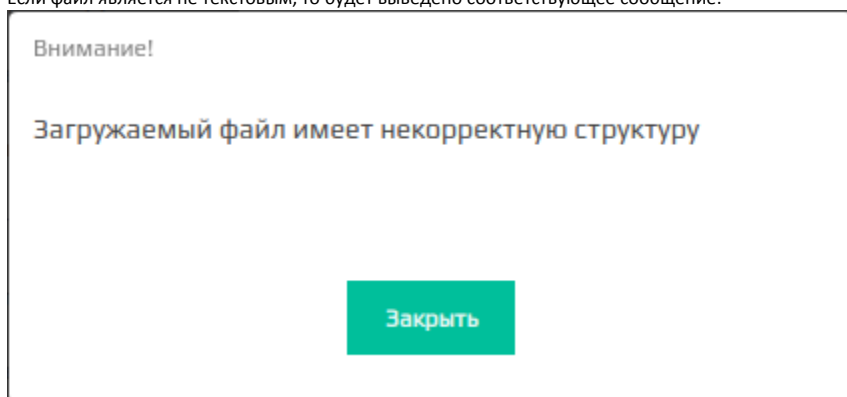 Если файл является не текстовым, то будет выведено соответствующее сообщение:
Внимание!
Загружаемый файл имеет некорректную структуру
Закрыть